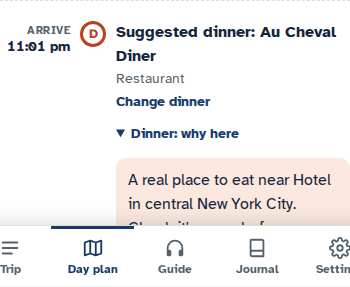 ARRIVE
11:01 pm
D
Suggested dinner: Au Cheval
Diner
Restaurant
Change dinner
▼ Dinner: why here
A real place to eat near Hotel
in central New York City.
Trip
Day plan
Guide
Journal
Settin